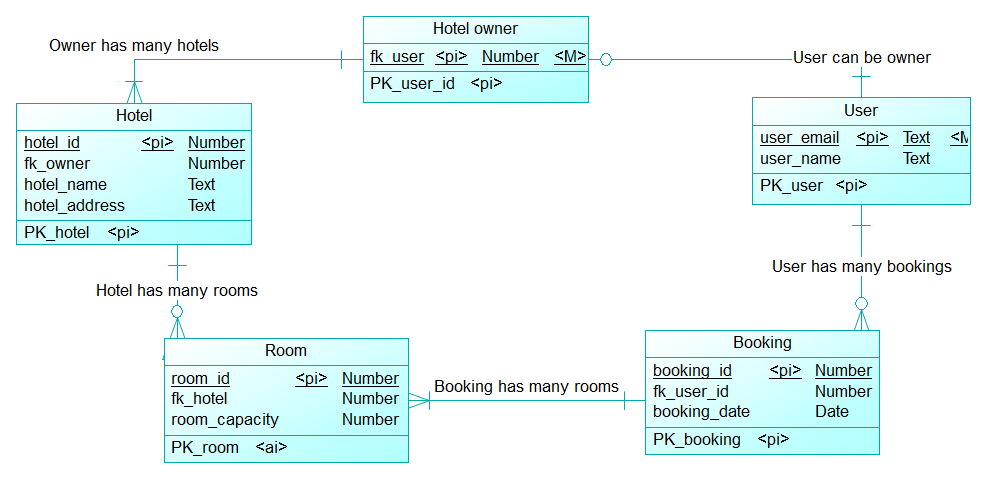 Hotel owner
fk_user <pi> Number <M>
PK_user_id <pi>
Owner has many hotels
User can be owner
Hotel
hotel_id <pi> Number
fk_owner Number
hotel_name Text
hotel_address Text
PK_hotel <pi>
User
user_email <pi> Text <M
user_name Text
PK_user <pi>
Hotel has many rooms
User has many bookings
Room
room_id <pi> Number
fk_hotel Number
room_capacity Number
PK_room <ai>
Booking has many rooms
Booking
booking_id <pi> Number
fk_user_id Number
booking_date Date
PK_booking <pi>